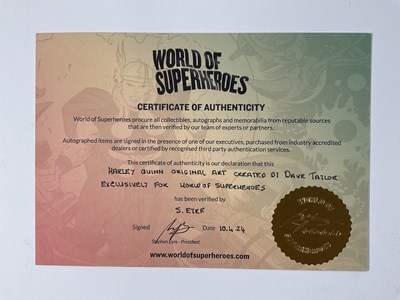 WORLD OF
SUPERHEROES
CERTIFICATE OF AUTHENTICITY
World of Superheroes procure all collectibles, autographs and memorabilia from reputable sources
that are then verified by our team of experts or partners.
Autographed items are signed in the presence of one of our executives, purchased from industry accredited
dealers or certified by recognised third party authentication services.
This certificate of authenticity is our declaration that this
HARLEY QUINN ORIGINAL ART CREATED BY DAVE TAYLOR
EXCLUSIVELY FOR WORLD OF SUPERHEROES
has been verified by
S. EYRE
Signed Date 10.4.24
Stephen Eyre - President
www.worldofsuperheroes.com
WORLD OF
SUPERHEROES